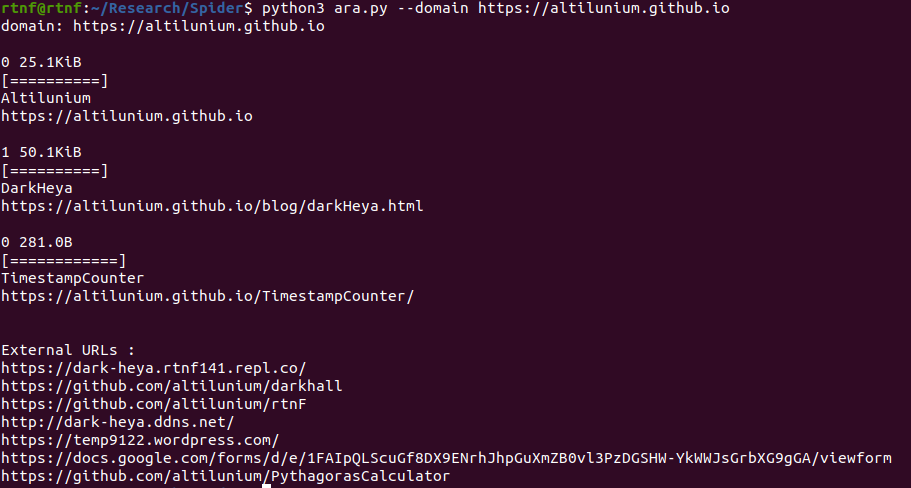 rtnf@rtnf:~/Research/Spider$ python3 ara.py --domain https://altilunium.github.io
domain: https://altilunium.github.io
0 25.1KiB
[==========]
Altilunium
https://altilunium.github.io
1 50.1KiB
[==========]
DarkHeya
https://altilunium.github.io/blog/darkHeya.html
0 281.0B
[============]
TimestampCounter
https://altilunium.github.io/TimestampCounter/
External URLs :
https://dark-heya.rtnf141.repl.co/
https://github.com/altilunium/darkhall
https://github.com/altilunium/rtnF
http://dark-heya.ddns.net/
https://temp9122.wordpress.com/
https://docs.google.com/forms/d/e/1FAIpQLScuGf8DX9ENrhJhpGuXmZB0vl3PzDGSHW-YkWWJsGrbXG9gGA/viewform
https://github.com/altilunium/PythagorasCalculator